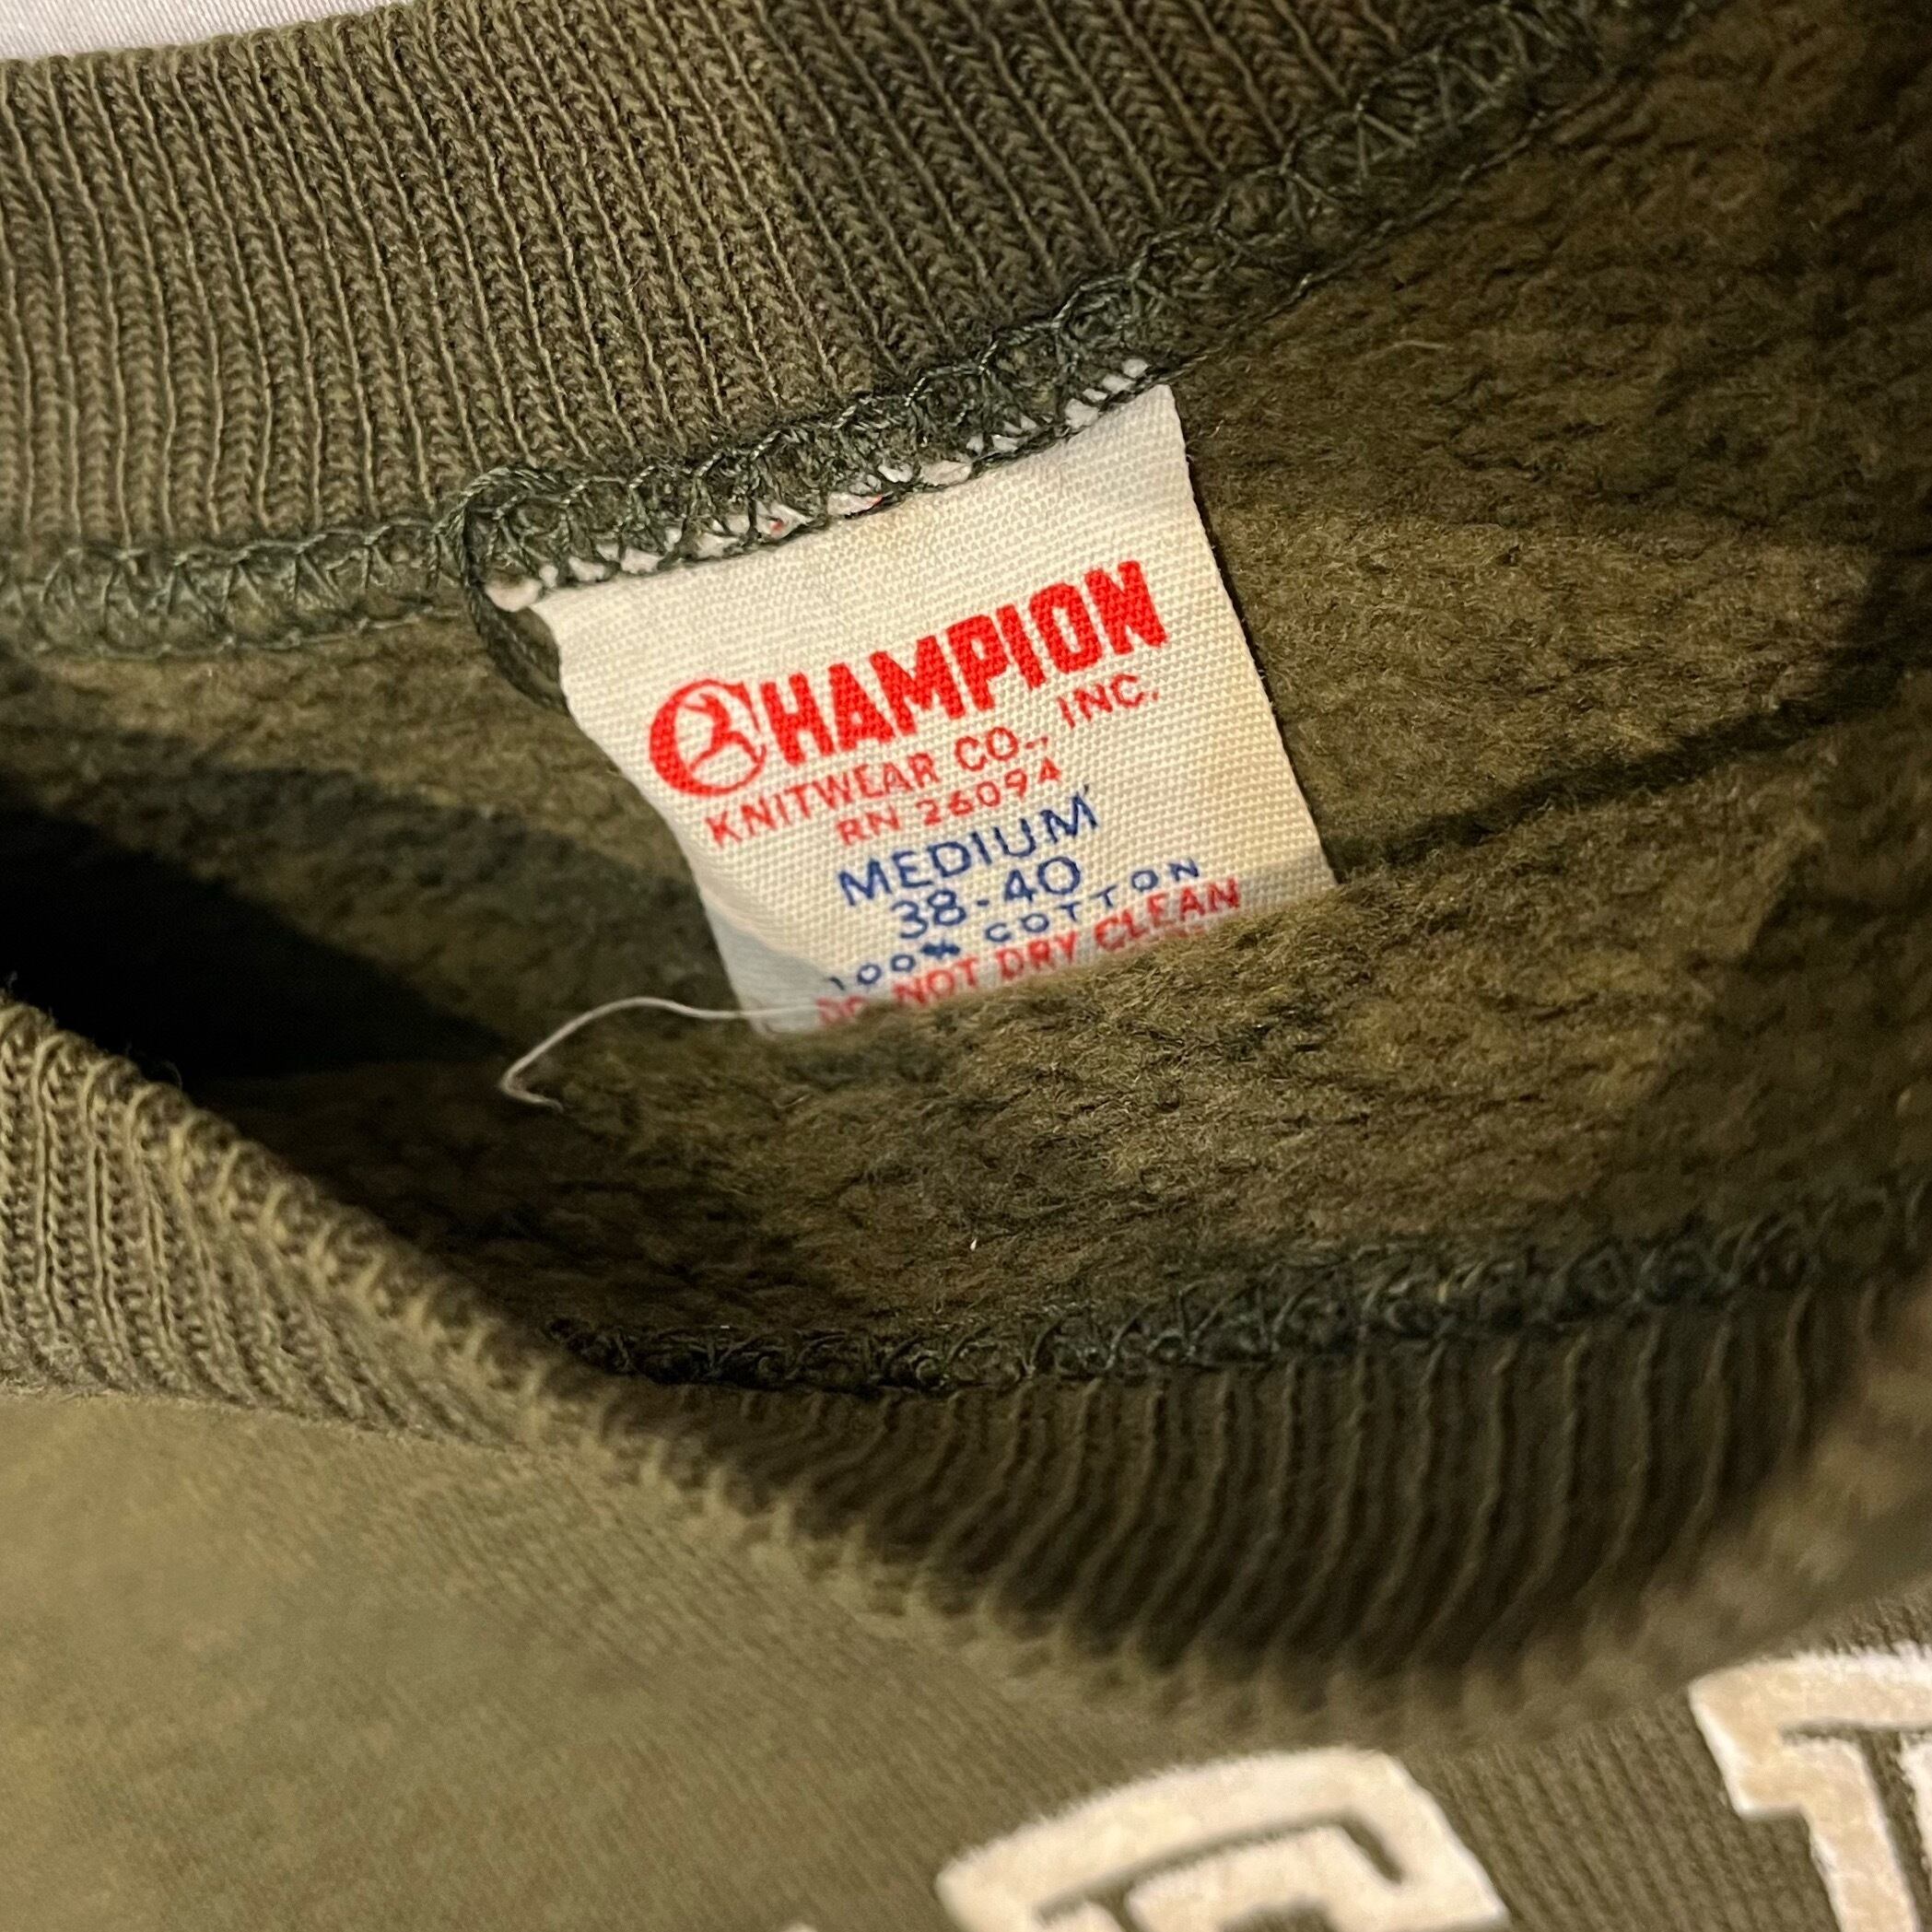 CHAMPION
KNITWEAR CO., INC.
RN 26094
MEDIUM
38-40
100% COTTON
DO NOT DRY CLEAN